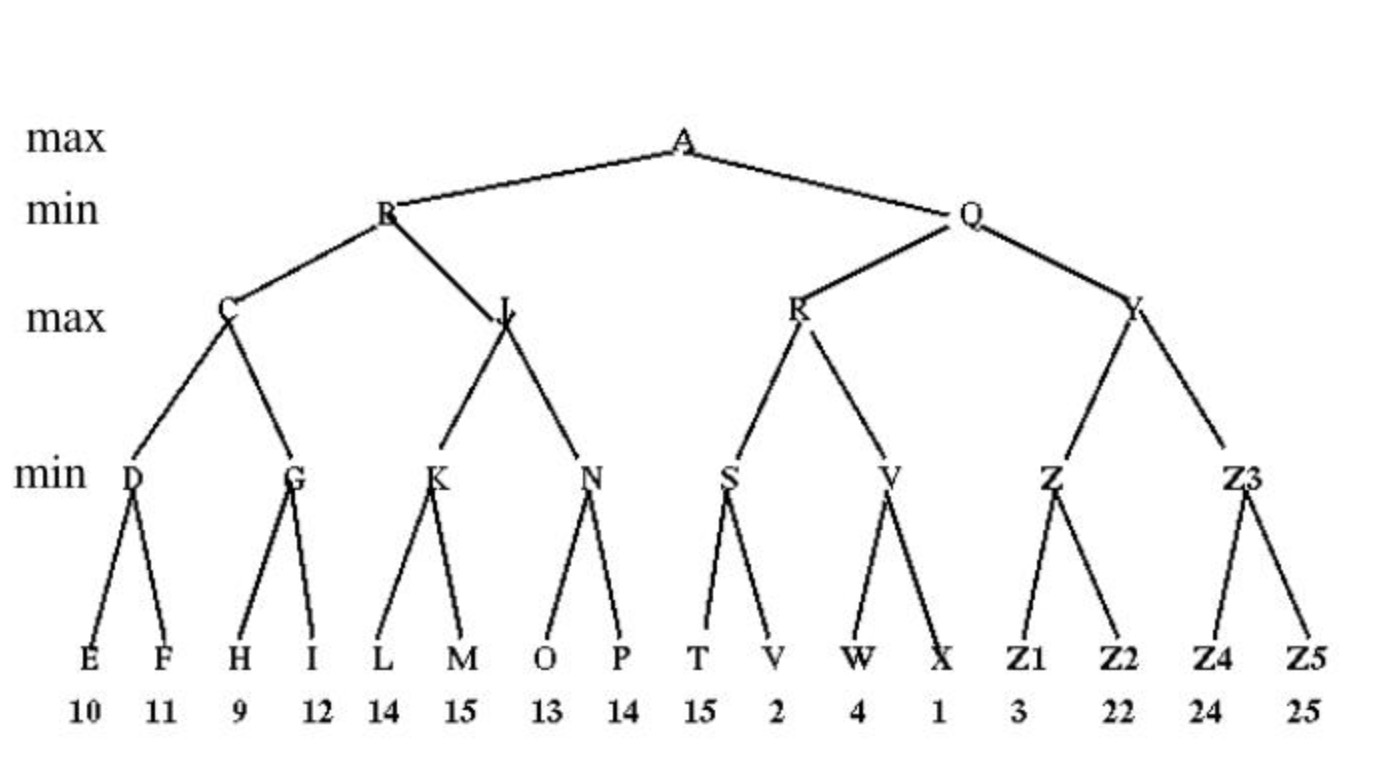 max A
min B Q
max C J R Y
min D G K N S V Z Z3
E F H I L M O P T V W X Z1 Z2 Z4 Z5
10 11 9 12 14 15 13 14 15 2 4 1 3 22 24 25